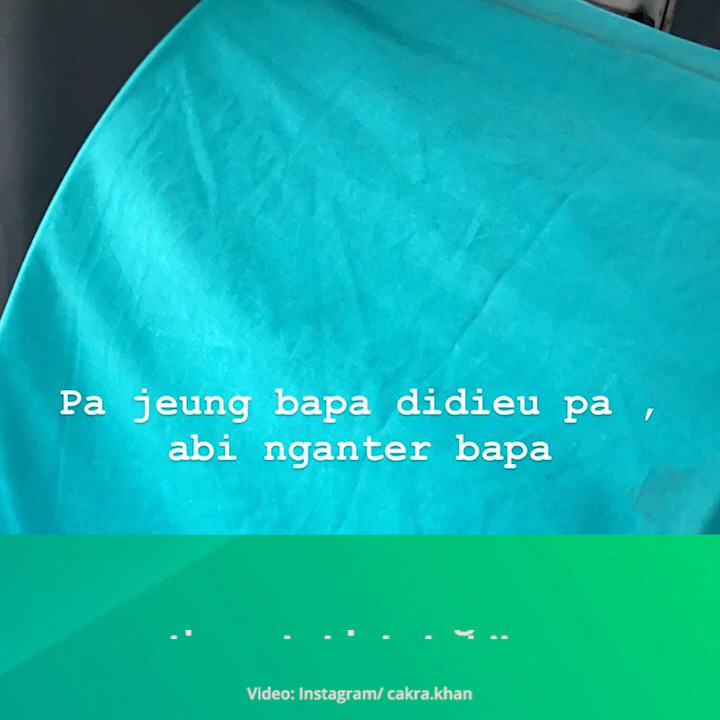 Pa jeung bapa didieu pa ,
abi nganter bapa
Video: Instagram/ cakra.khan